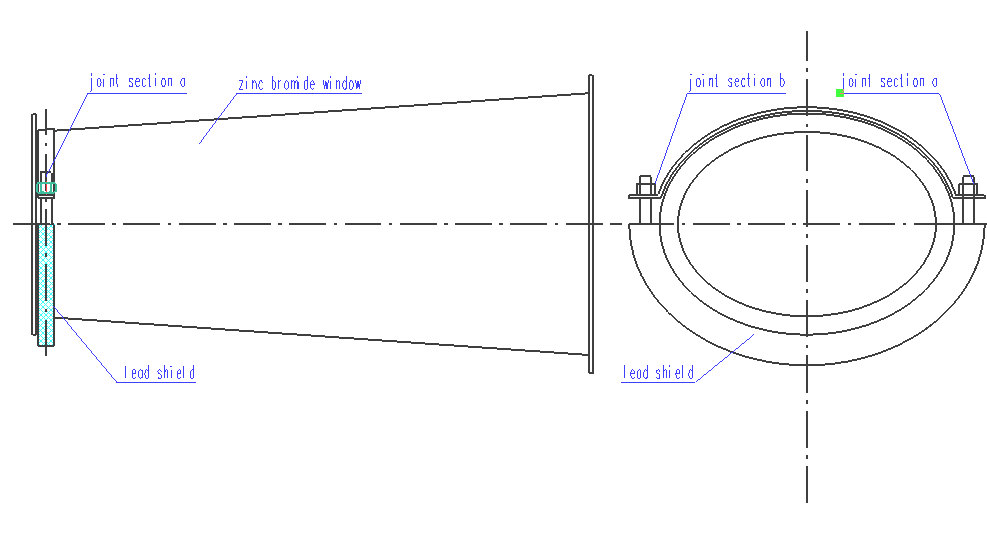 joint section a
zinc bromide window
joint section b
joint section a
lead shield
lead shield